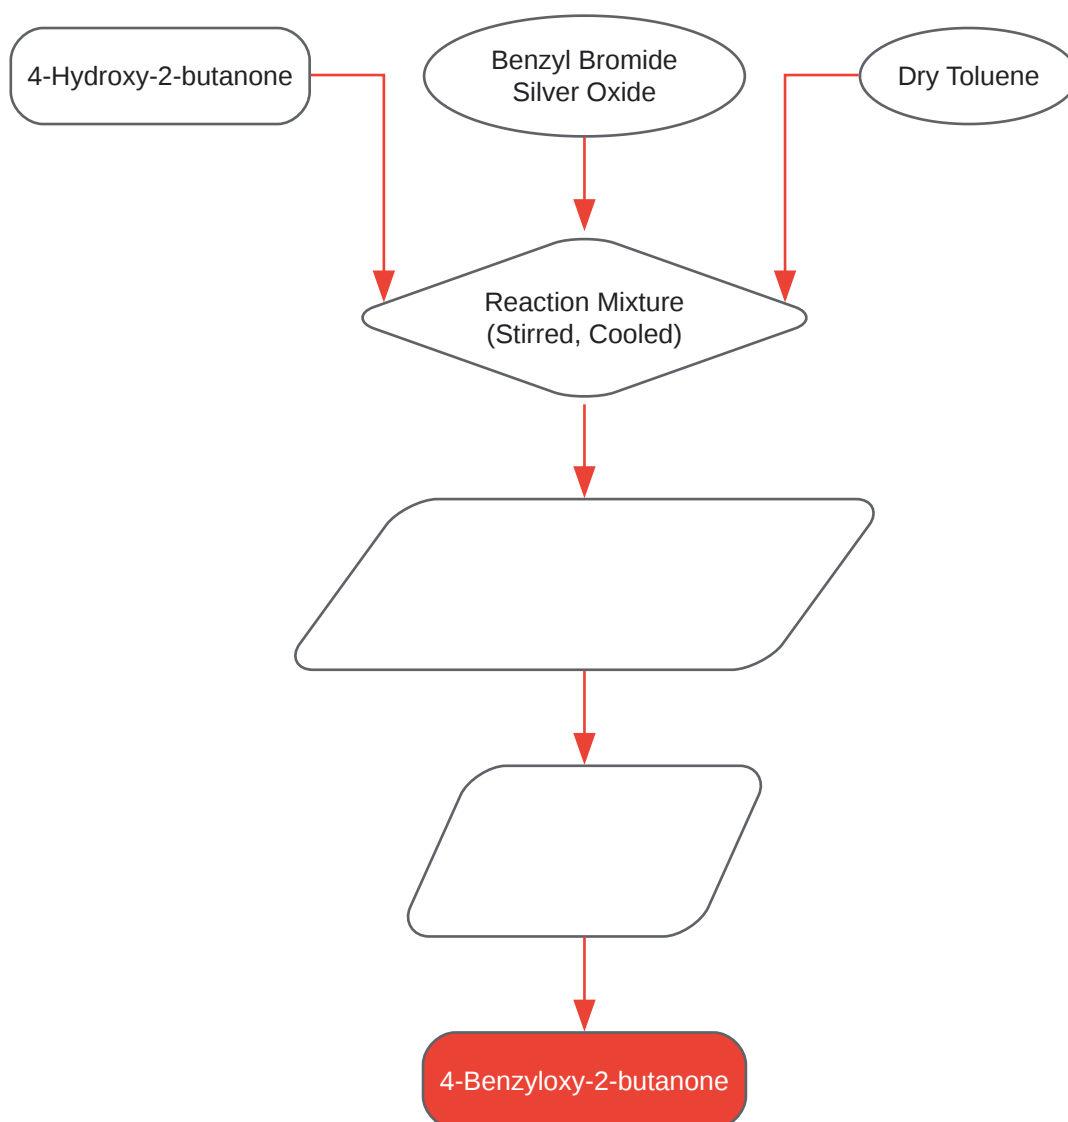 4-Hydroxy-2-butanone
Benzyl Bromide
Silver Oxide
Dry Toluene
Reaction Mixture
(Stirred, Cooled)
4-Benzyloxy-2-butanone